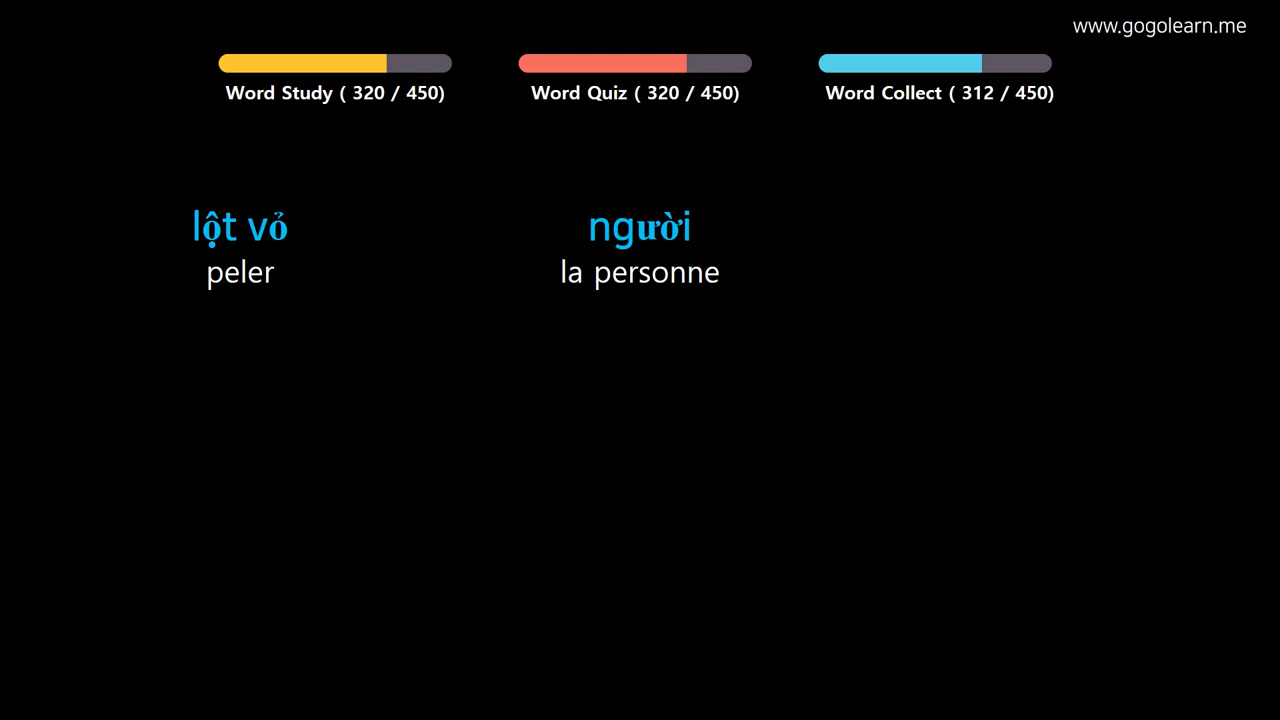 www.gogolearn.me
Word Study ( 320 / 450)
Word Quiz ( 320 / 450)
Word Collect ( 312 / 450)
lột vỏ
peler
người
la personne